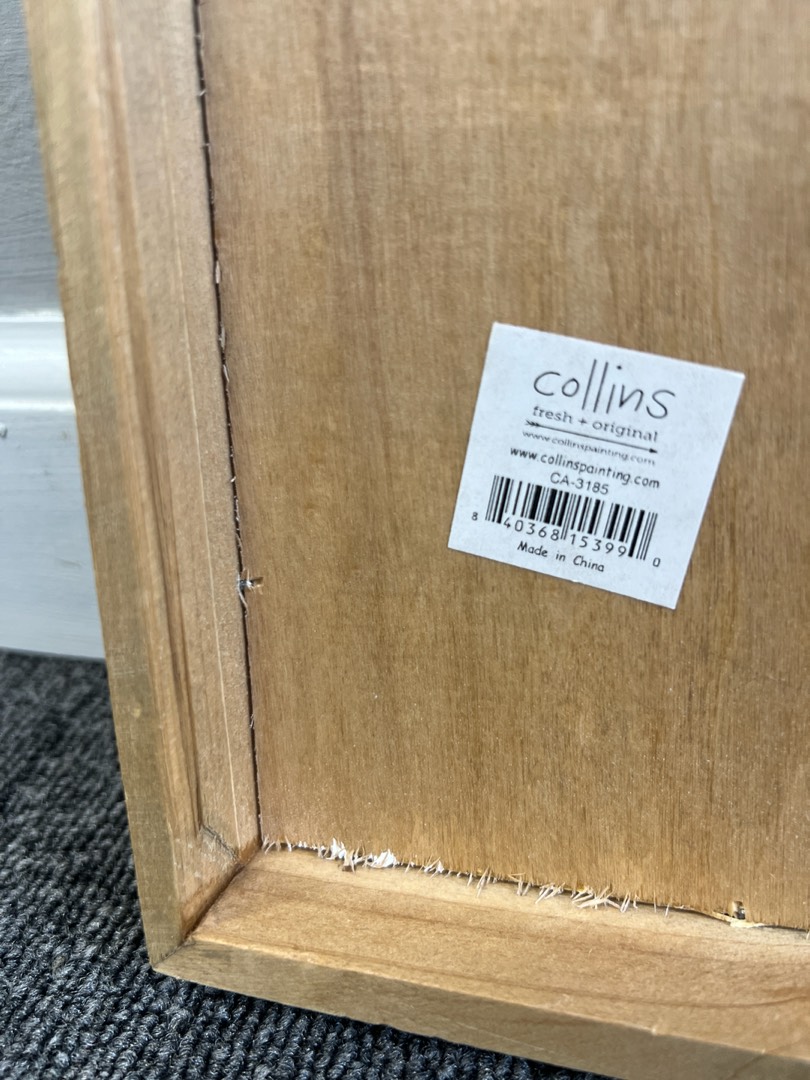 collins
fresh + original
www.collinspainting.com
www.collinspainting.com
CA-3185
8 40368 15399 0
Made in China